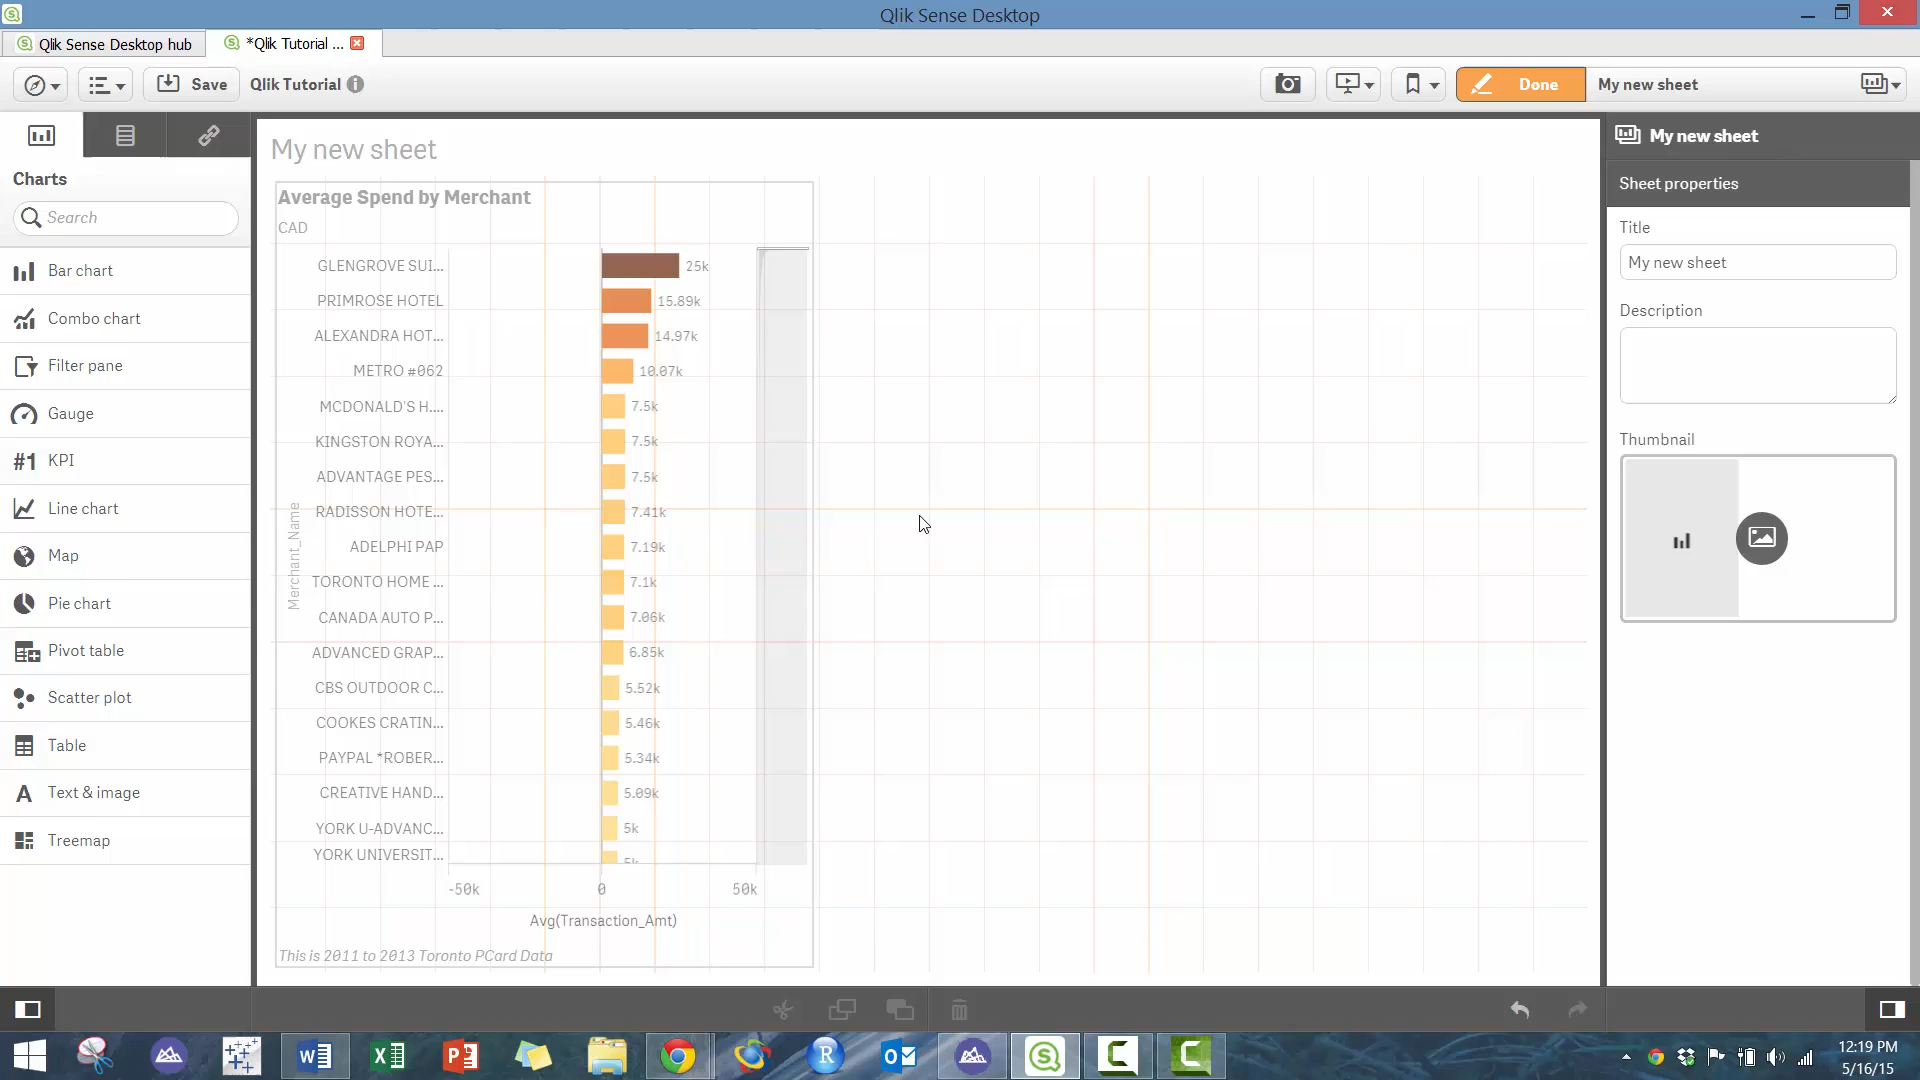 Qlik Sense Desktop
Qlik Sense Desktop hub
*Qlik Tutorial ...
Save
Qlik Tutorial
Done
My new sheet
Charts
Search
Bar chart
Combo chart
Filter pane
Gauge
#1 KPI
Line chart
Map
Pie chart
Pivot table
Scatter plot
Table
A Text & image
Treemap
My new sheet
Average Spend by Merchant
CAD
Merchant_Name
GLENGROVE SUI... 25k
PRIMROSE HOTEL 15.89k
ALEXANDRA HOT... 14.97k
METRO #062 10.07k
MCDONALD'S H.... 7.5k
KINGSTON ROYA... 7.5k
ADVANTAGE PES... 7.5k
RADISSON HOTE... 7.41k
ADELPHI PAP 7.19k
TORONTO HOME ... 7.1k
CANADA AUTO P... 7.06k
ADVANCED GRAP... 6.85k
CBS OUTDOOR C... 5.52k
COOKES CRATIN... 5.46k
PAYPAL *ROBER... 5.34k
CREATIVE HAND... 5.09k
YORK U-ADVANC... 5k
YORK UNIVERSIT... 5k
-50k 0 50k
Avg(Transaction_Amt)
This is 2011 to 2013 Toronto PCard Data
My new sheet
Sheet properties
Title
My new sheet
Description
Thumbnail
12:19 PM
5/16/15